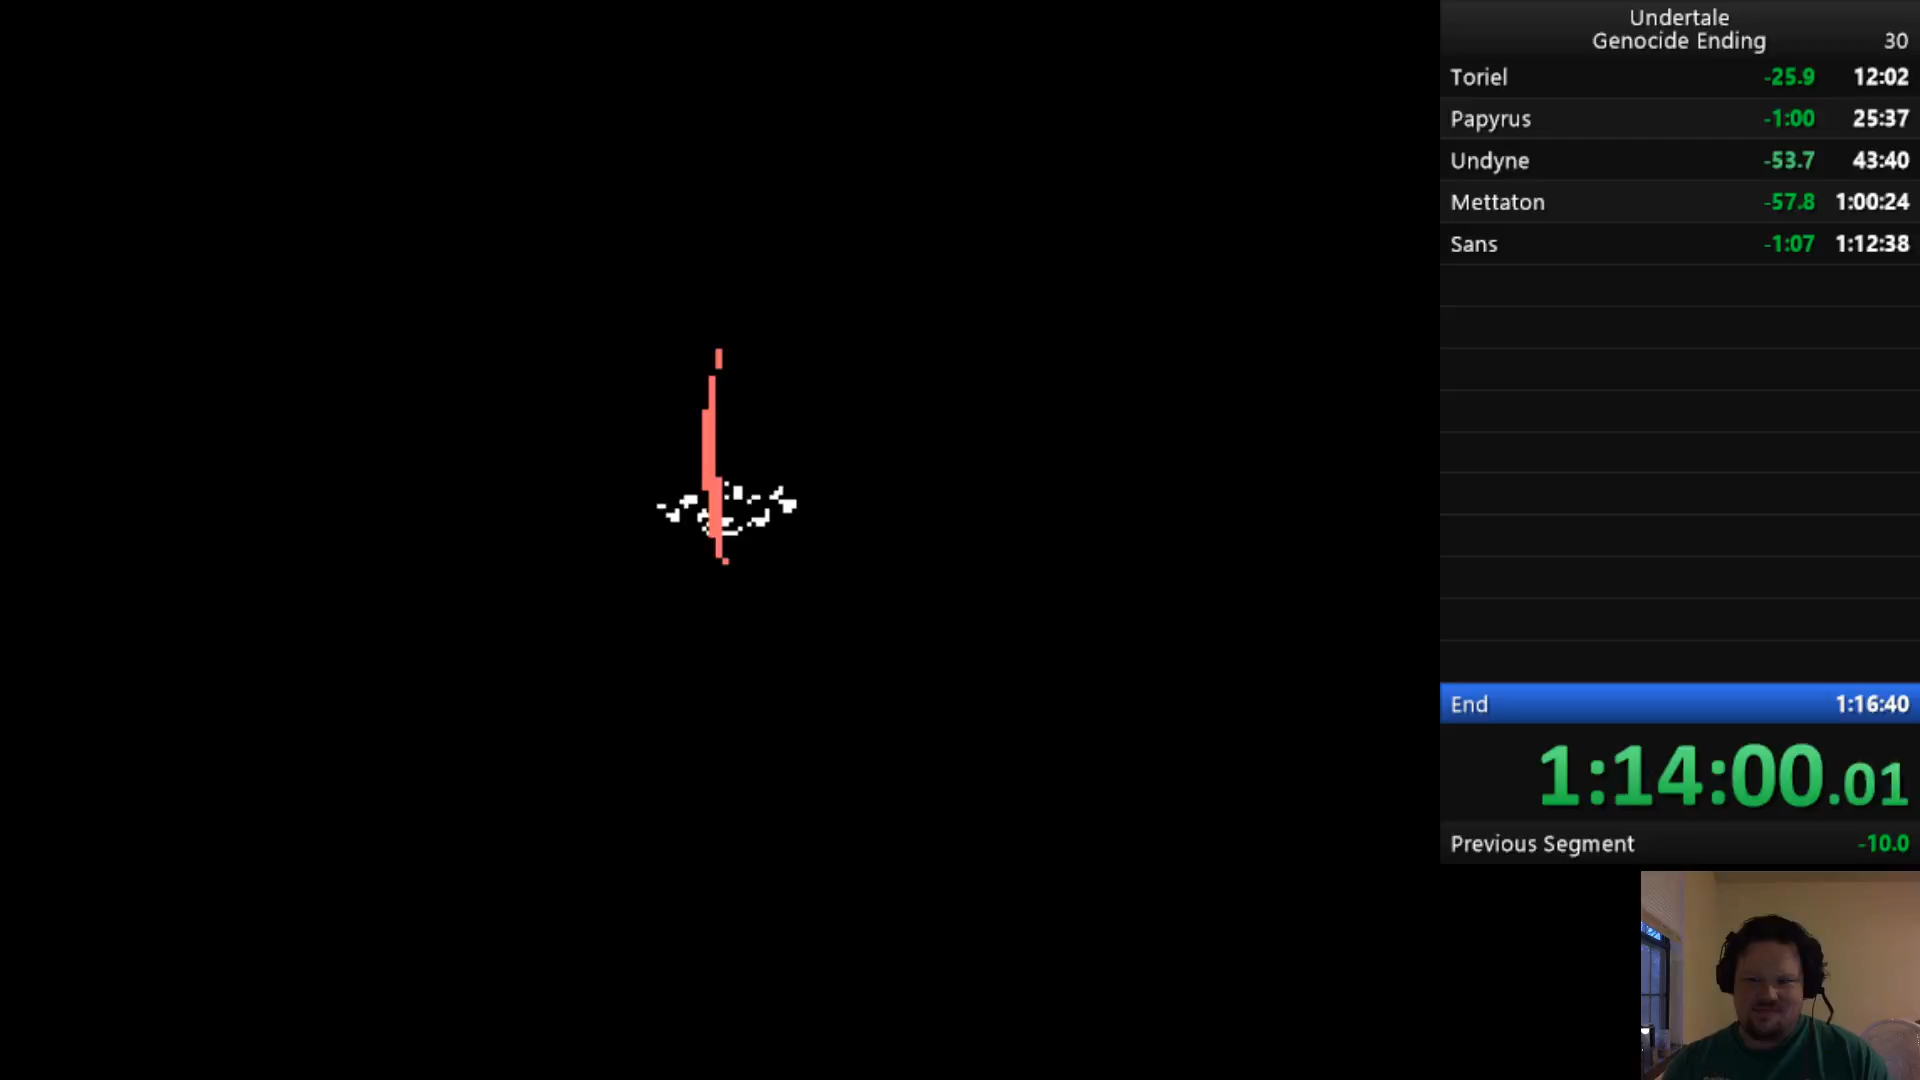 Undertale
Genocide Ending 30
Toriel -25.9 12:02
Papyrus -1:00 25:37
Undyne -53.7 43:40
Mettaton -57.8 1:00:24
Sans -1:07 1:12:38
End 1:16:40
1:14:00.01
Previous Segment -10.0